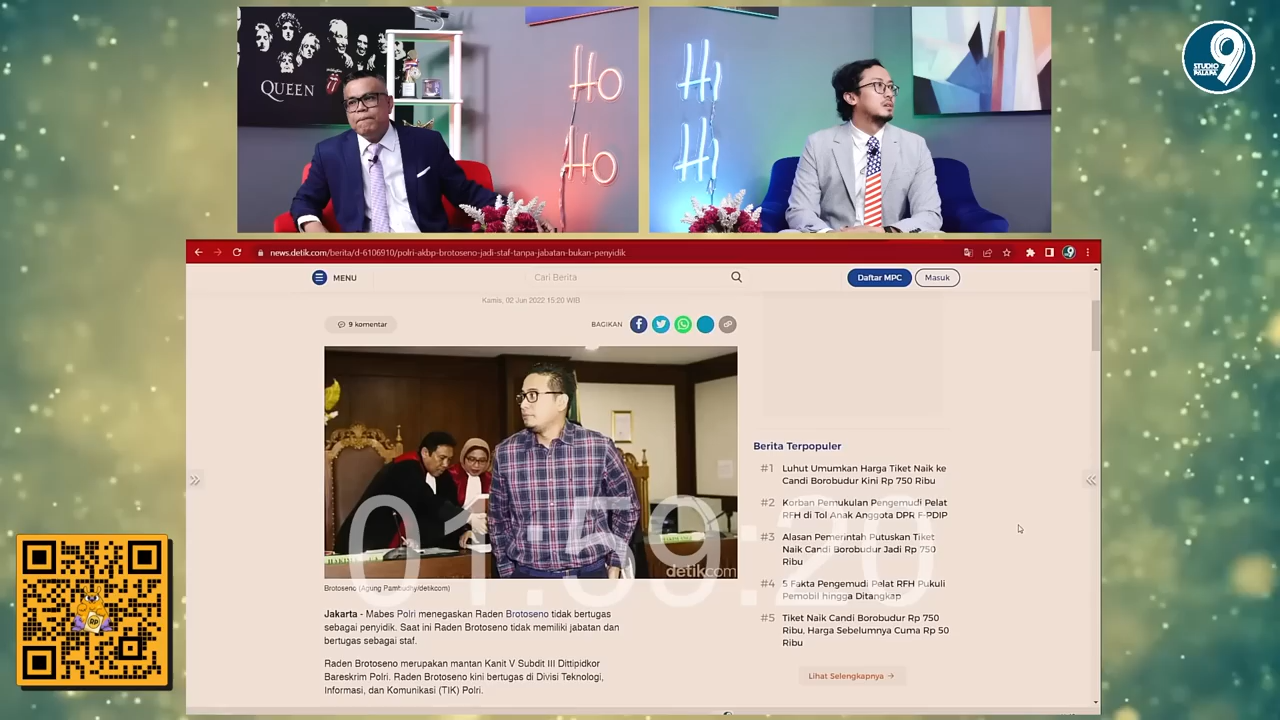 QUEEN
Ho
Ho
Hi
Hi
9
STUDIO
PALAPA
news.detik.com/berita/d-6106910/polri-akbp-brotoseno-jadi-staf-tanpa-jabatan-bukan-penyidik
MENU
Cari Berita
Daftar MPC
Masuk
Kamis, 02 Jun 2022 15:20 WIB
9 komentar
BAGIKAN
detikcom
01:59:20
Brotoseno (Agung Pambudhy/detikcom)
Jakarta - Mabes Polri menegaskan Raden Brotoseno tidak bertugas
sebagai penyidik. Saat ini Raden Brotoseno tidak memiliki jabatan dan
bertugas sebagai staf.
Raden Brotoseno merupakan mantan Kanit V Subdit III Dittipidkor
Bareskrim Polri. Raden Brotoseno kini bertugas di Divisi Teknologi,
Informasi, dan Komunikasi (TIK) Polri.
Berita Terpopuler
#1 Luhut Umumkan Harga Tiket Naik ke
Candi Borobudur Kini Rp 750 Ribu
#2 Korban Pemukulan Pengemudi Pelat
RFH di Tol Anak Anggota DPR F-PDIP
#3 Alasan Pemerintah Putuskan Tiket
Naik Candi Borobudur Jadi Rp 750
Ribu
#4 5 Fakta Pengemudi Pelat RFH Pukuli
Pemobil hingga Ditangkap
#5 Tiket Naik Candi Borobudur Rp 750
Ribu, Harga Sebelumnya Cuma Rp 50
Ribu
Lihat Selengkapnya →
RP